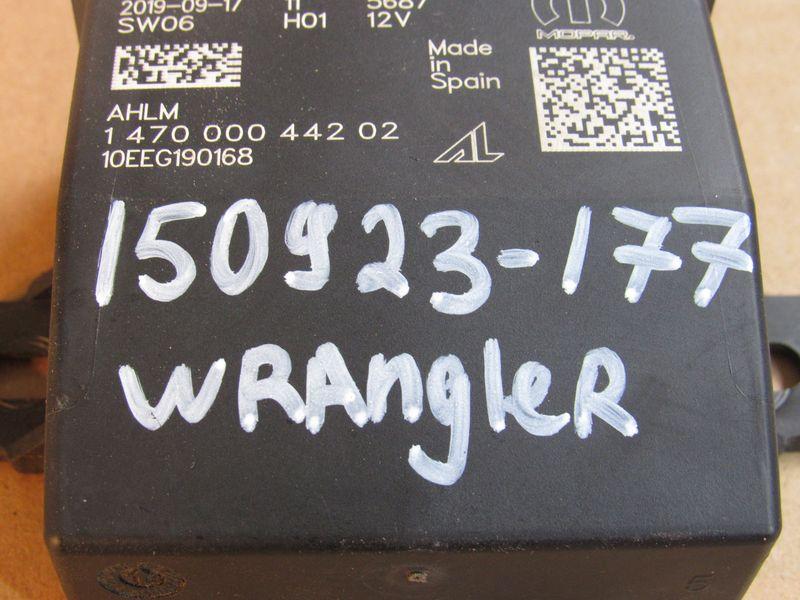 2019-09-17 11 5687
SW06 H01 12V
MOPAR
Made
in
Spain
AHLM
1 470 000 442 02
10EEG190168
AL
150923-177
WRAngleR